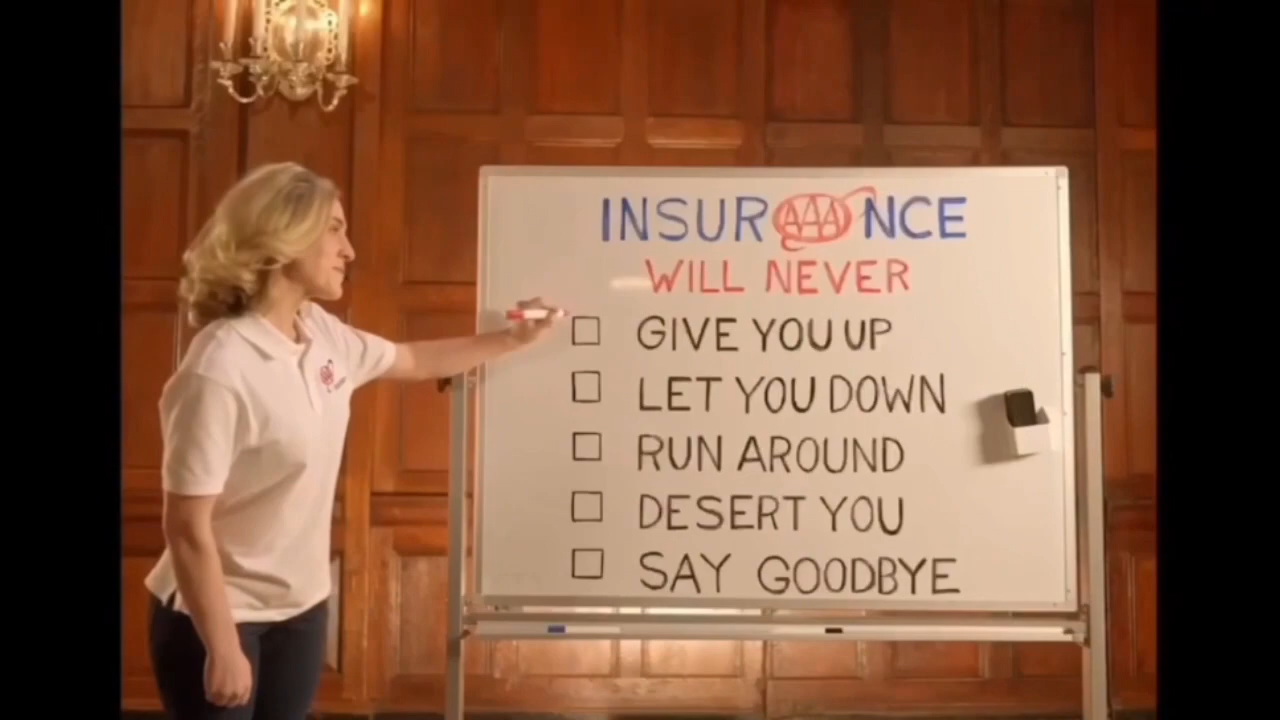 INSURAAANCE
WILL NEVER
GIVE YOU UP
LET YOU DOWN
RUN AROUND
DESERT YOU
SAY GOODBYE